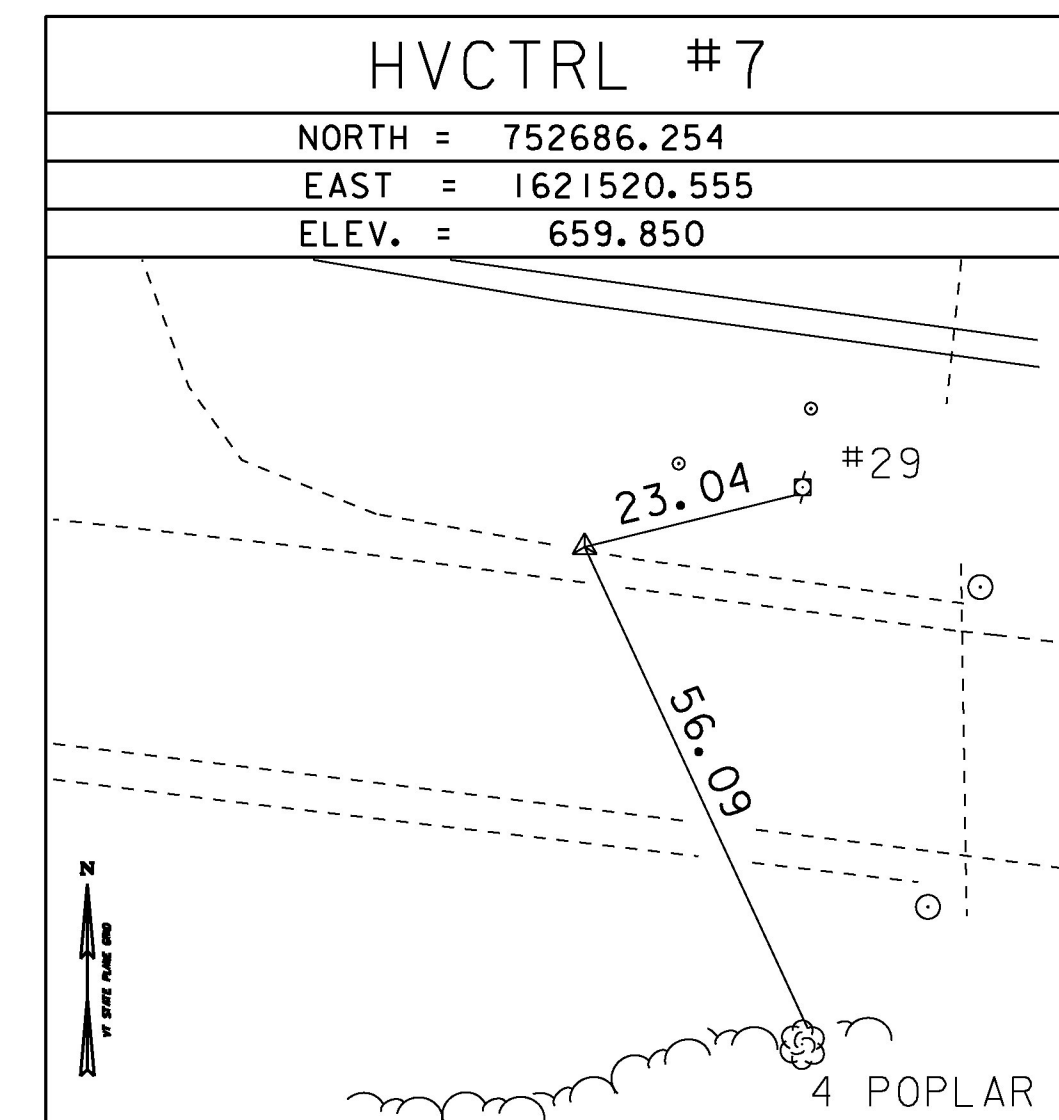 HVCTRL #7
NORTH = 752686.254
EAST = 1621520.555
ELEV. = 659.850
#29
23.04
56.09
N
VT STATE PLANE GRID
4 POPLAR